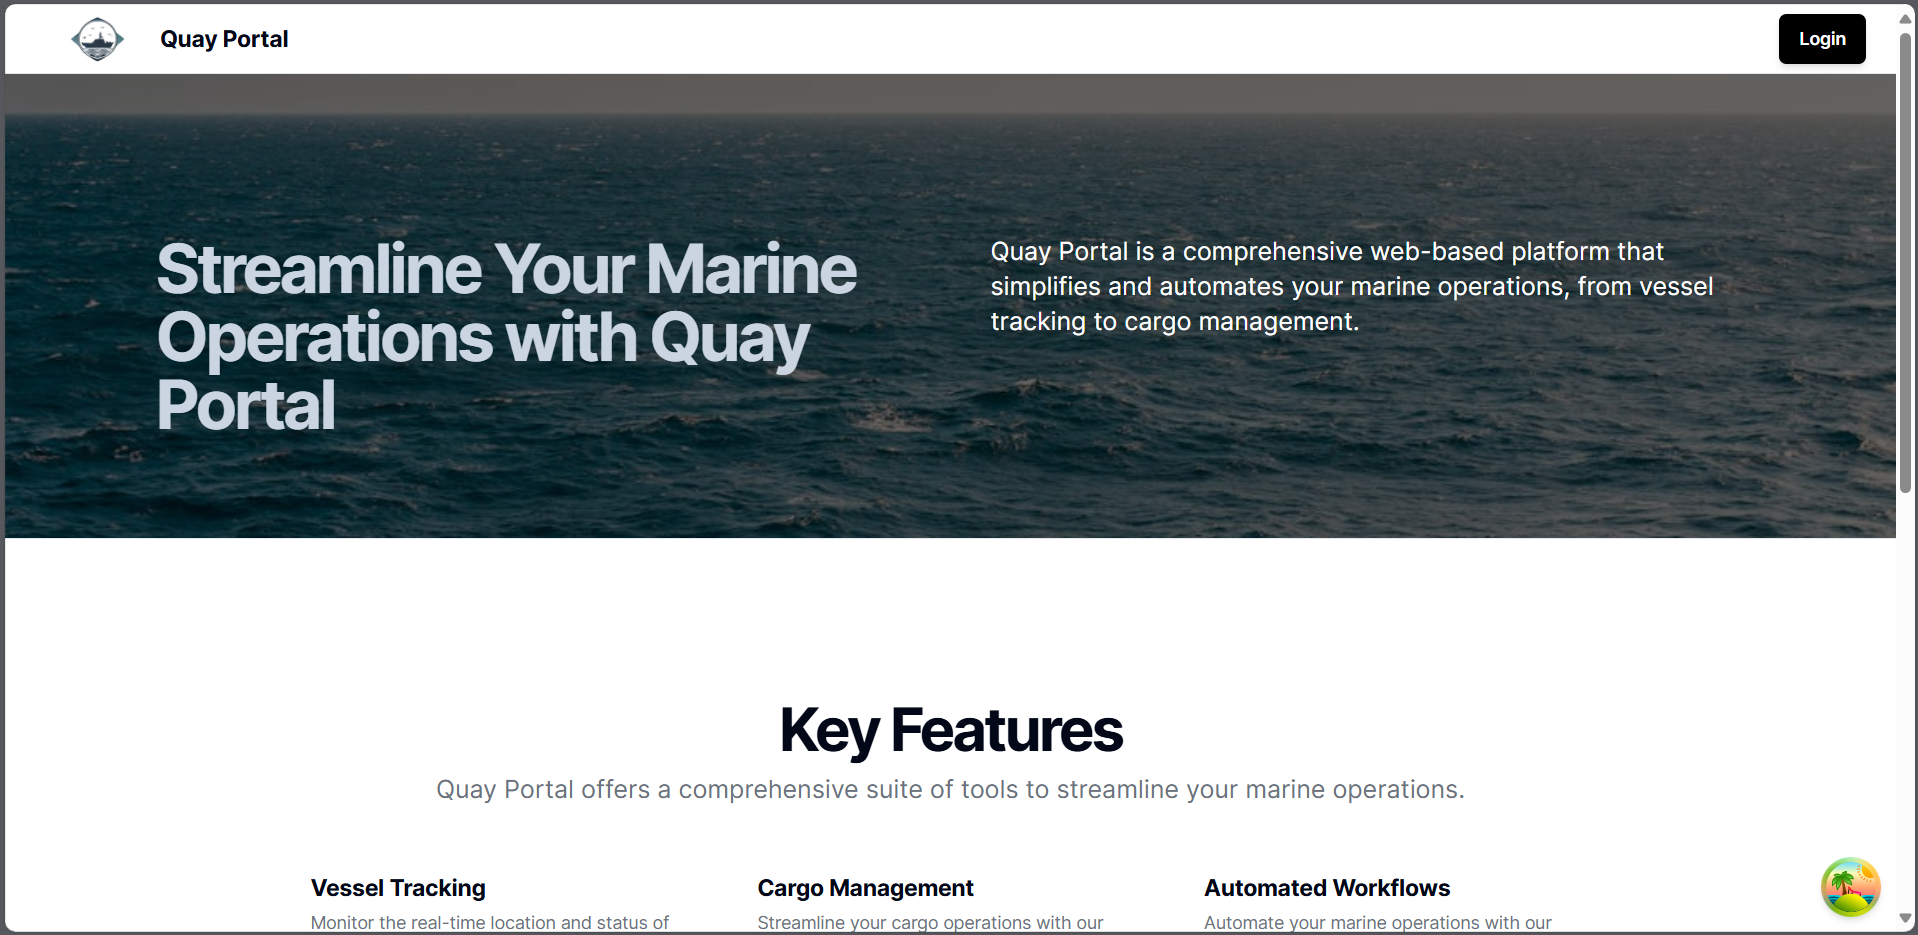 Quay Portal
Login
Streamline Your Marine
Operations with Quay
Portal
Quay Portal is a comprehensive web-based platform that
simplifies and automates your marine operations, from vessel
tracking to cargo management.
Key Features
Quay Portal offers a comprehensive suite of tools to streamline your marine operations.
Vessel Tracking
Monitor the real-time location and status of
Cargo Management
Streamline your cargo operations with our
Automated Workflows
Automate your marine operations with our